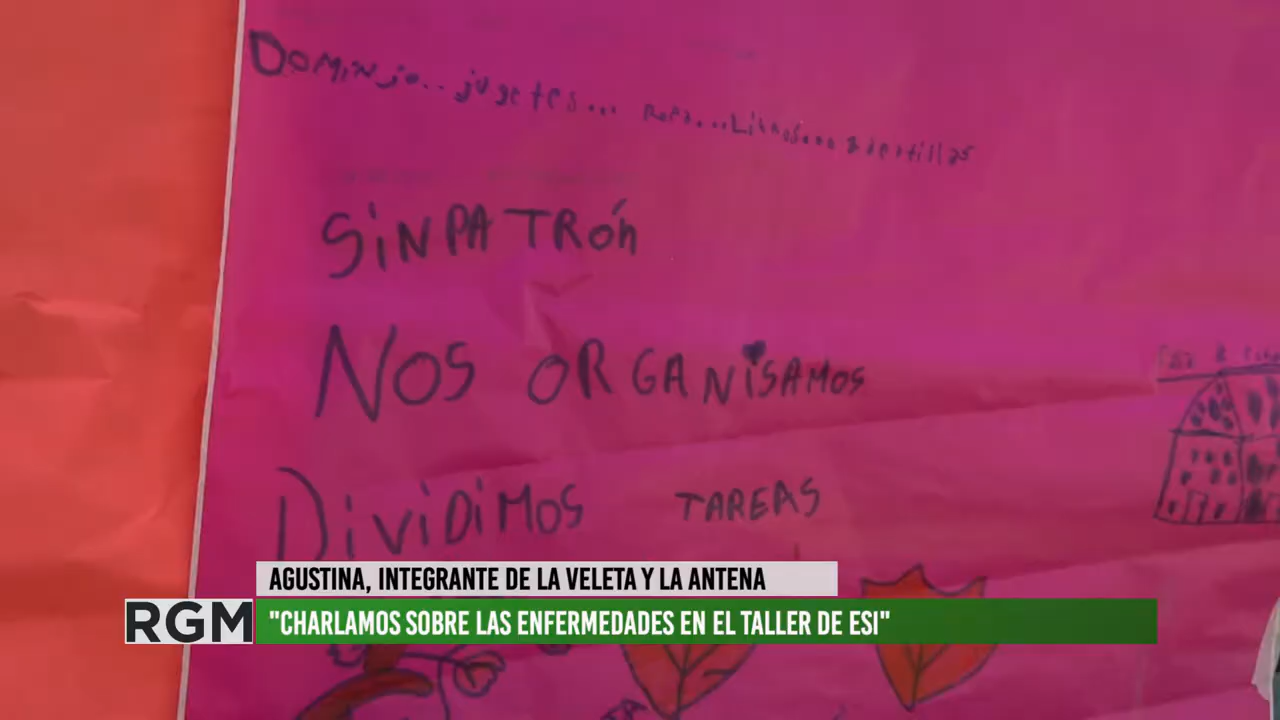 DOMINJO.. jugetes... ROPA...LibROS...
SiNPATRÓN
NOS ORGANiSAMOS
DiViDiMOS TAREAS
AGUSTINA, INTEGRANTE DE LA VELETA Y LA ANTENA
RGM "CHARLAMOS SOBRE LAS ENFERMEDADES EN EL TALLER DE ESI"